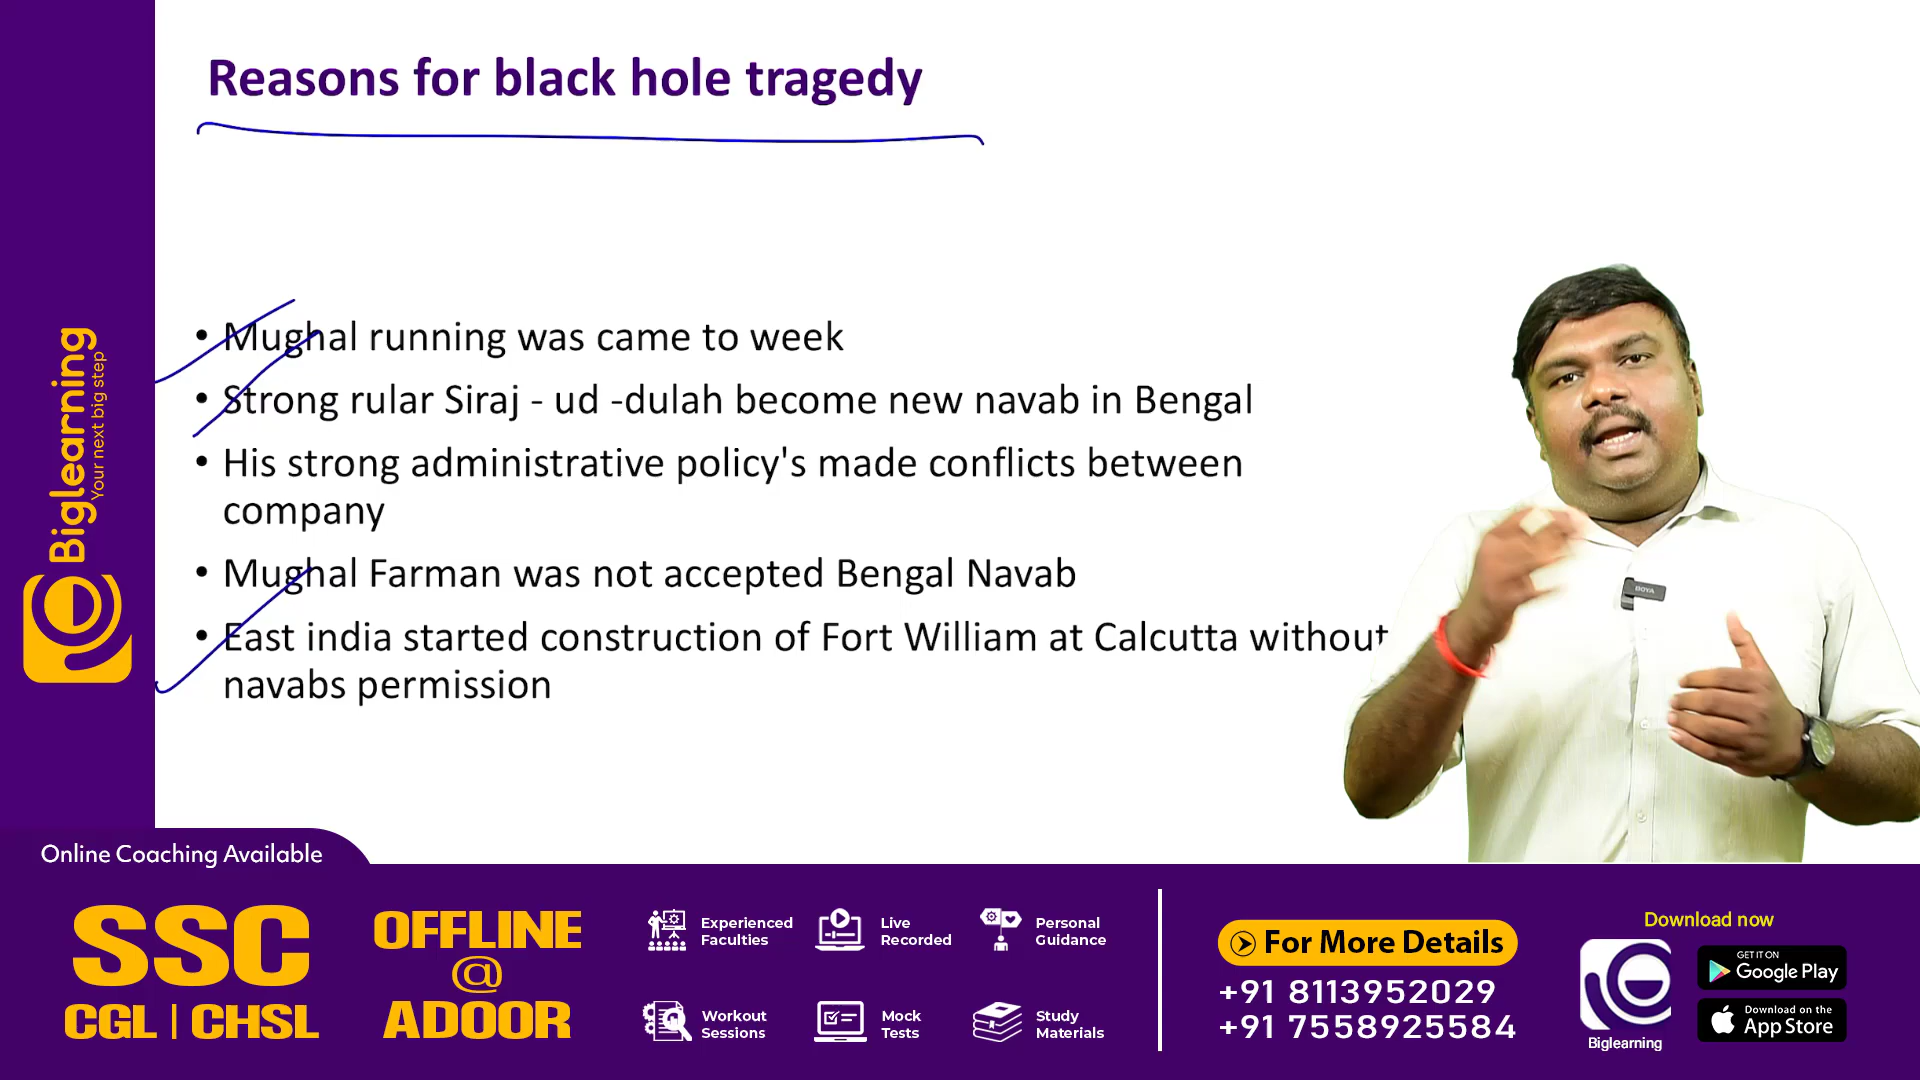 Reasons for black hole tragedy
• Mughal running was came to week
• Strong rular Siraj - ud -dulah become new navab in Bengal
• His strong administrative policy's made conflicts between
company
• Mughal Farman was not accepted Bengal Navab
• East india started construction of Fort William at Calcutta without
navabs permission
Biglearning
Your next big step
BOYA
Online Coaching Available
SSC
CGL | CHSL
OFFLINE
@
ADOOR
Experienced
Faculties
Live
Recorded
Personal
Guidance
Workout
Sessions
Mock
Tests
Study
Materials
For More Details
+91 8113952029
+91 7558925584
Download now
Biglearning
GET IT ON
Google Play
Download on the
App Store